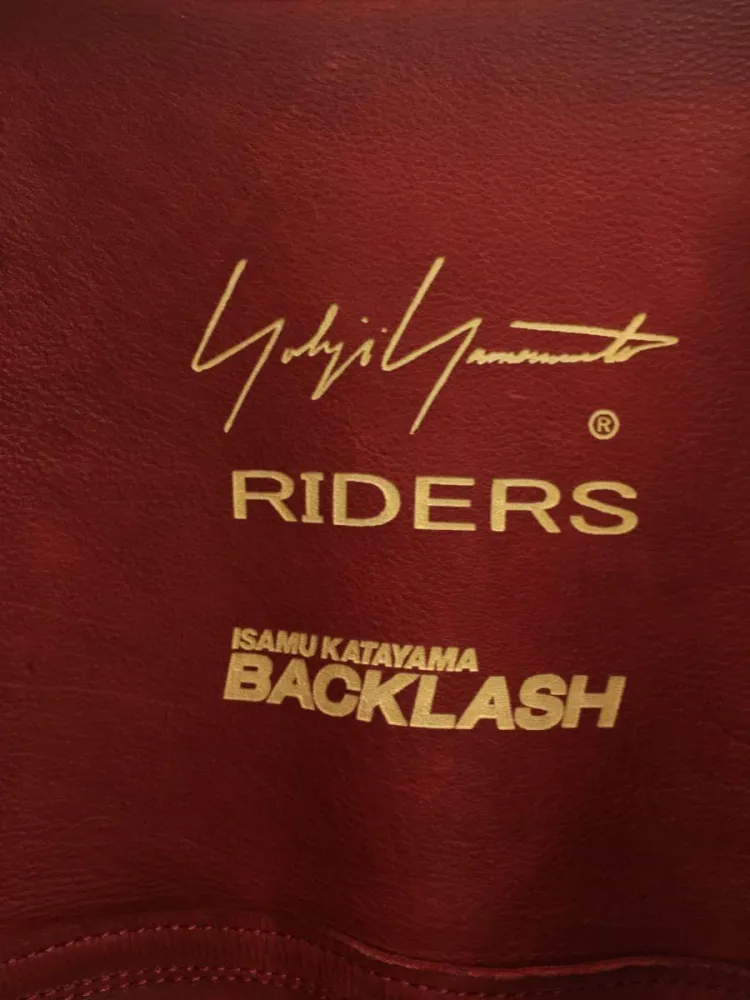 Yohji Yamamoto
®
RIDERS
ISAMU KATAYAMA
BACKLASH